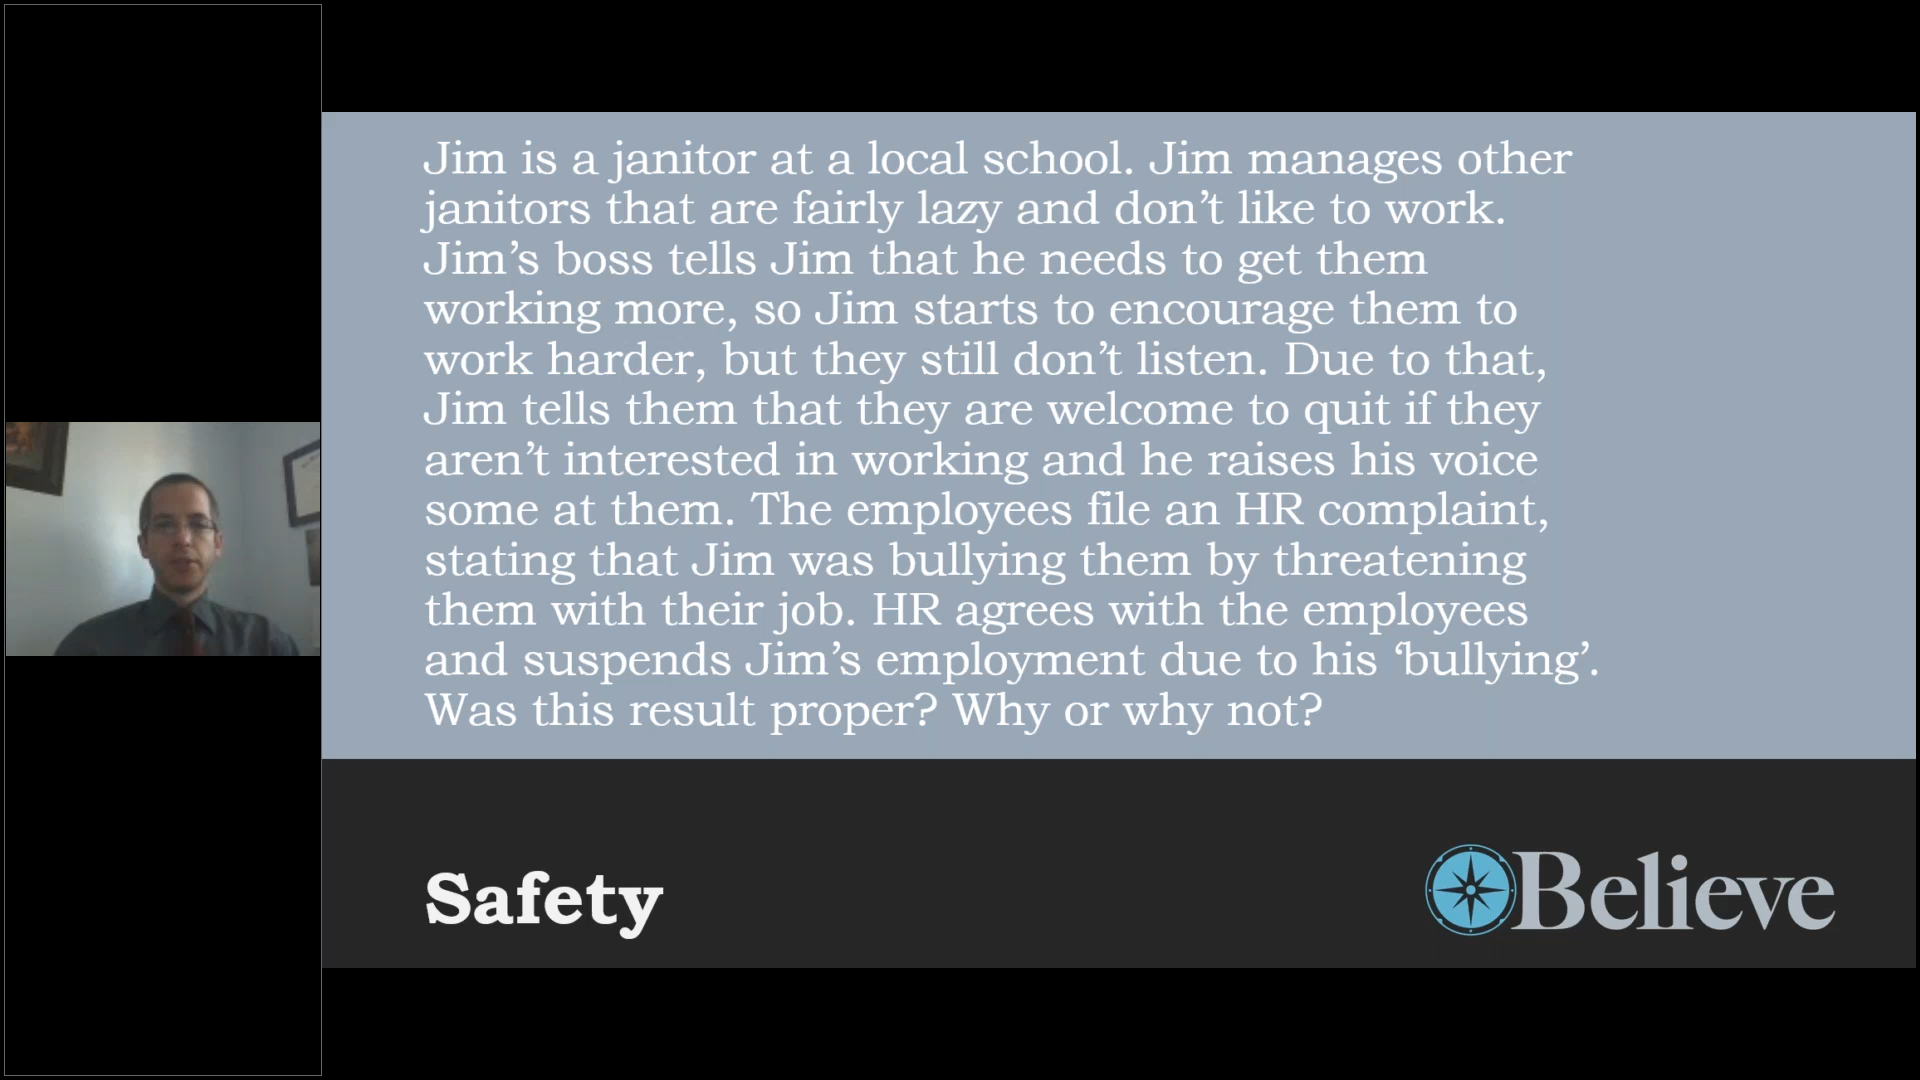 Jim is a janitor at a local school. Jim manages other
janitors that are fairly lazy and don’t like to work.
Jim’s boss tells Jim that he needs to get them
working more, so Jim starts to encourage them to
work harder, but they still don’t listen. Due to that,
Jim tells them that they are welcome to quit if they
aren’t interested in working and he raises his voice
some at them. The employees file an HR complaint,
stating that Jim was bullying them by threatening
them with their job. HR agrees with the employees
and suspends Jim’s employment due to his ‘bullying’.
Was this result proper? Why or why not?
Safety
Believe